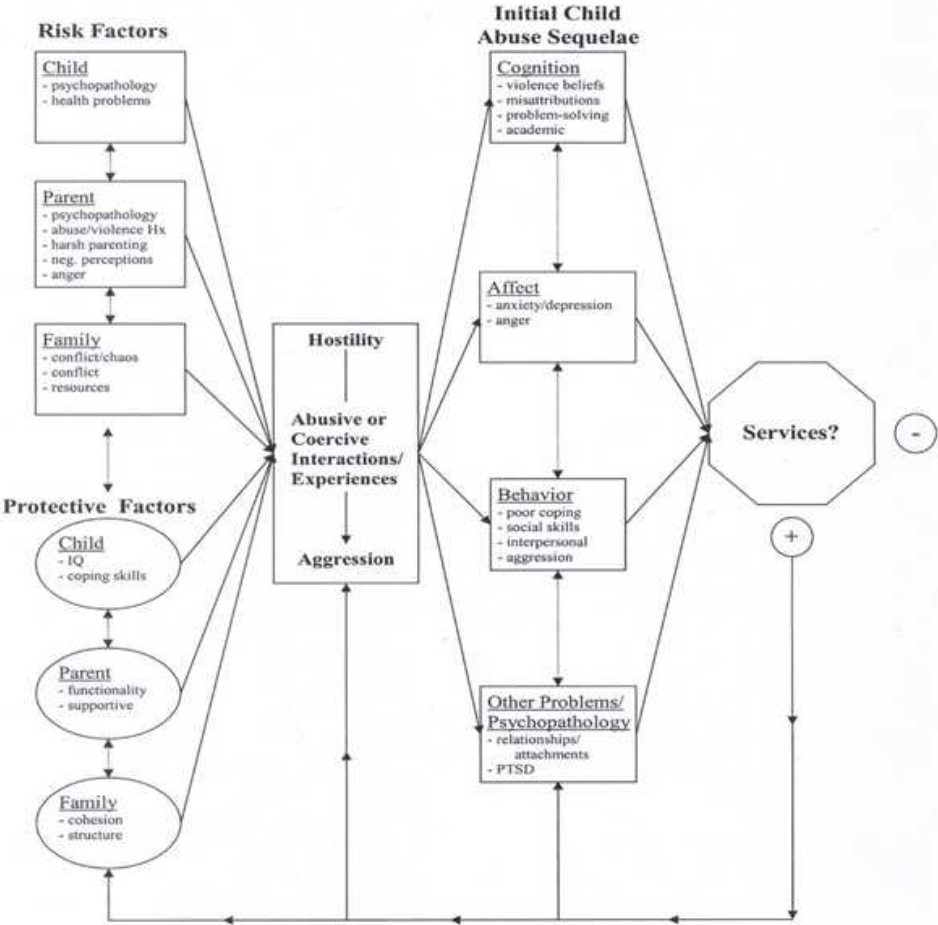 Risk Factors
Child
- psychopathology
- health problems
Parent
- psychopathology
- abuse/violence Hx
- harsh parenting
- neg. perceptions
- anger
Family
- conflict/chaos
- conflict
- resources
Protective Factors
Child
- IQ
- coping skills
Parent
- functionality
- supportive
Family
- cohesion
- structure
Hostility
Abusive or
Coercive
Interactions/
Experiences
Aggression
Initial Child
Abuse Sequelae
Cognition
- violence beliefs
- misattributions
- problem-solving
- academic
Affect
- anxiety/depression
- anger
Behavior
- poor coping
- social skills
- interpersonal
- aggression
Other Problems/
Psychopathology
- relationships/
attachments
- PTSD
Services?
-
+